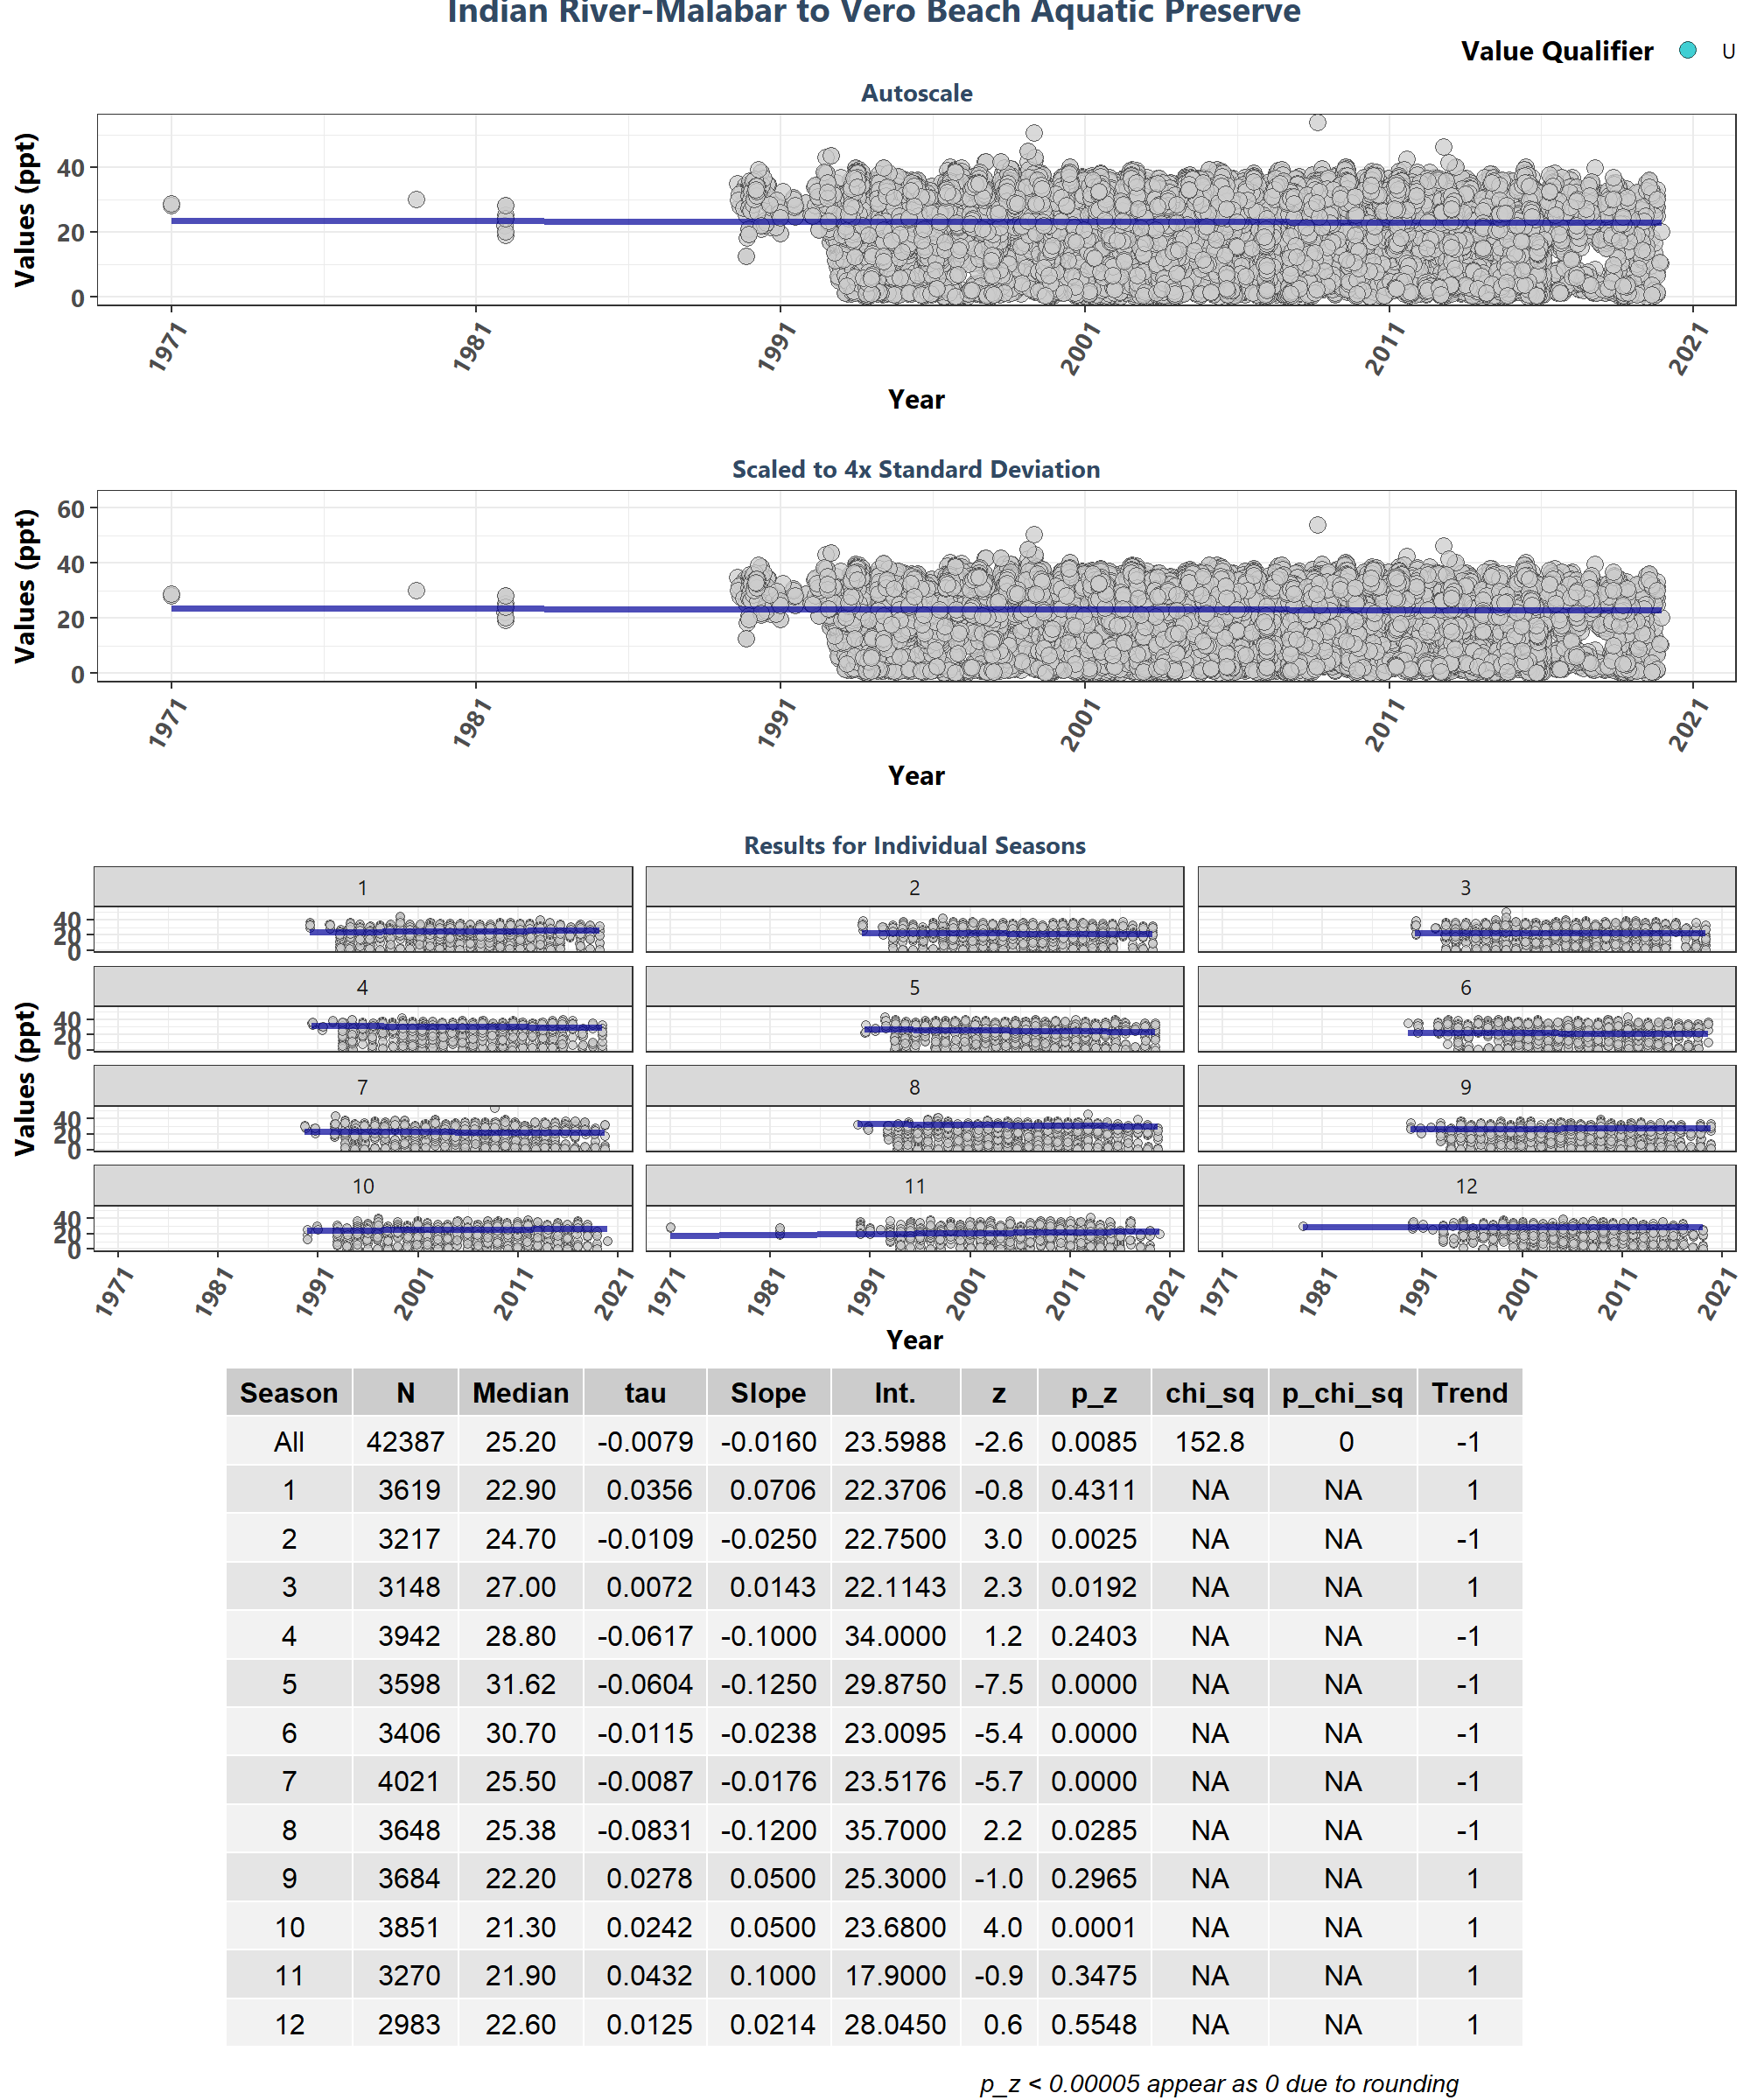 Indian River-Malabar to Vero Beach Aquatic Preserve
Value Qualifier U
Autoscale
Values (ppt)
40
20
0
1971 1981 1991 2001 2011 2021
Year
Scaled to 4x Standard Deviation
Values (ppt)
60
40
20
0
1971 1981 1991 2001 2011 2021
Year
Results for Individual Seasons
Values (ppt)
1 2 3
40
20
0
4 5 6
40
20
0
7 8 9
40
20
0
10 11 12
40
20
0
1971 1981 1991 2001 2011 2021 1971 1981 1991 2001 2011 2021 1971 1981 1991 2001 2011 2021
Year
Season N Median tau Slope Int. z p_z chi_sq p_chi_sq Trend
All 42387 25.20 -0.0079 -0.0160 23.5988 -2.6 0.0085 152.8 0 -1
1 3619 22.90 0.0356 0.0706 22.3706 -0.8 0.4311 NA NA 1
2 3217 24.70 -0.0109 -0.0250 22.7500 3.0 0.0025 NA NA -1
3 3148 27.00 0.0072 0.0143 22.1143 2.3 0.0192 NA NA 1
4 3942 28.80 -0.0617 -0.1000 34.0000 1.2 0.2403 NA NA -1
5 3598 31.62 -0.0604 -0.1250 29.8750 -7.5 0.0000 NA NA -1
6 3406 30.70 -0.0115 -0.0238 23.0095 -5.4 0.0000 NA NA -1
7 4021 25.50 -0.0087 -0.0176 23.5176 -5.7 0.0000 NA NA -1
8 3648 25.38 -0.0831 -0.1200 35.7000 2.2 0.0285 NA NA -1
9 3684 22.20 0.0278 0.0500 25.3000 -1.0 0.2965 NA NA 1
10 3851 21.30 0.0242 0.0500 23.6800 4.0 0.0001 NA NA 1
11 3270 21.90 0.0432 0.1000 17.9000 -0.9 0.3475 NA NA 1
12 2983 22.60 0.0125 0.0214 28.0450 0.6 0.5548 NA NA 1
p_z < 0.00005 appear as 0 due to rounding